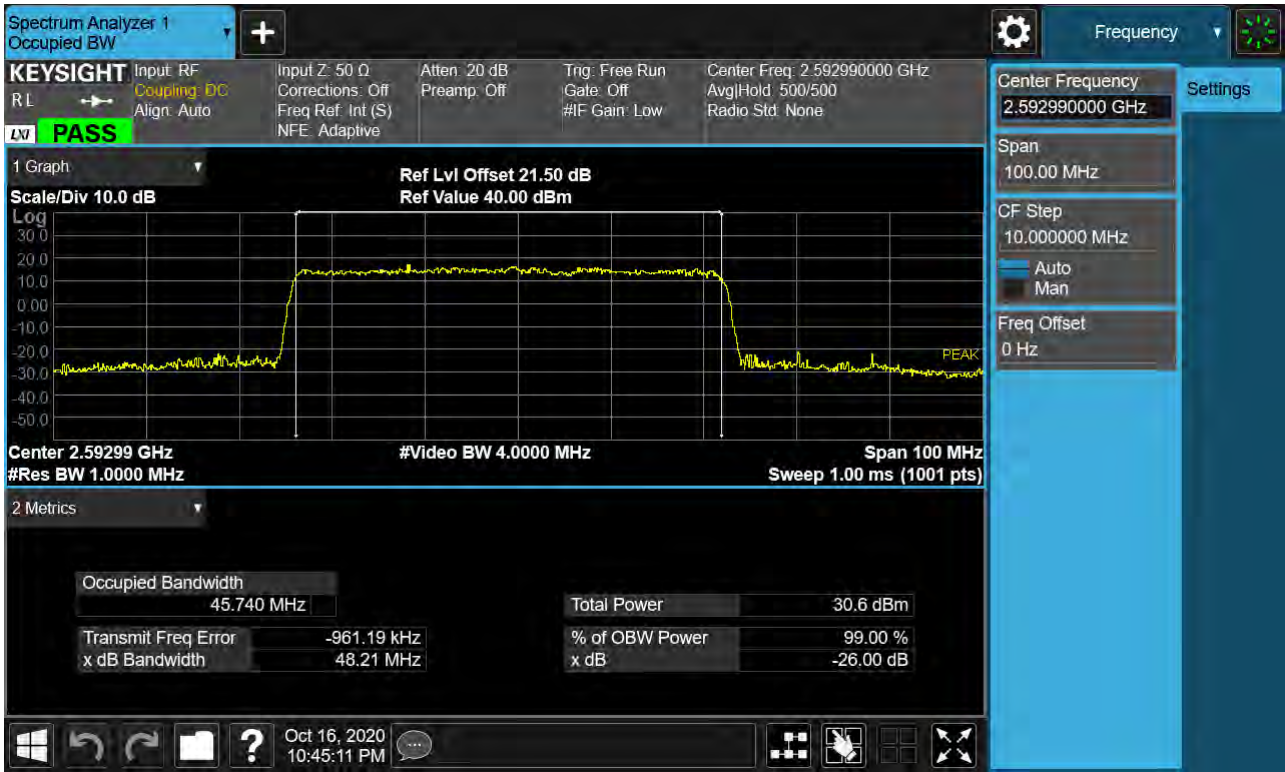 Spectrum Analyzer 1
Occupied BW
Frequency
KEYSIGHT
RL
LXI
PASS
Input: RF
Coupling: DC
Align: Auto
Input Z: 50 Ω
Corrections: Off
Freq Ref: Int (S)
NFE: Adaptive
Atten: 20 dB
Preamp: Off
Trig: Free Run
Gate: Off
#IF Gain: Low
Center Freq: 2.592990000 GHz
Avg|Hold: 500/500
Radio Std: None
Center Frequency
2.592990000 GHz
Settings
Span
100.00 MHz
CF Step
10.000000 MHz
Auto
Man
Freq Offset
0 Hz
1 Graph
Scale/Div 10.0 dB
Ref Lvl Offset 21.50 dB
Ref Value 40.00 dBm
Log
30.0
20.0
10.0
0.00
-10.0
-20.0
-30.0
-40.0
-50.0
PEAK
Center 2.59299 GHz
#Video BW 4.0000 MHz
Span 100 MHz
#Res BW 1.0000 MHz
Sweep 1.00 ms (1001 pts)
2 Metrics
Occupied Bandwidth
45.740 MHz
Total Power 30.6 dBm
Transmit Freq Error -961.19 kHz
% of OBW Power 99.00 %
x dB Bandwidth 48.21 MHz
x dB -26.00 dB
?
Oct 16, 2020
10:45:11 PM